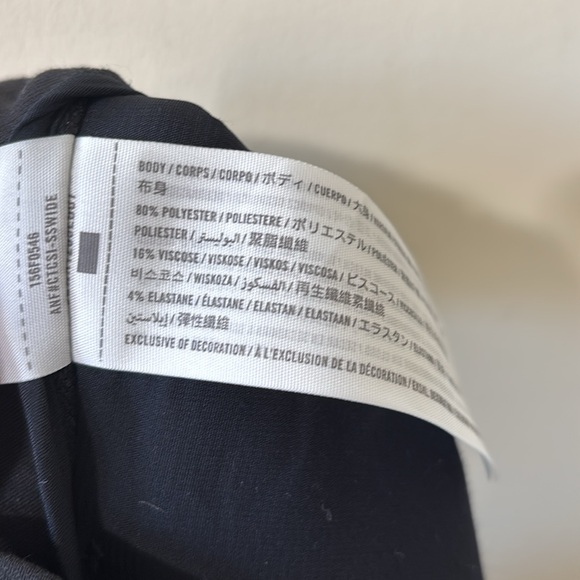 BODY / CORPS / CORPO / ボディ / CUERPO / 大身
布身
80% POLYESTER / POLIESTERE / ポリエステル /
POLIESTER / البوليستر / 聚脂纖維
16% VISCOSE / VISKOSE / VISKOS / VISCOSA / ビスコース /
비스코스 / WISKOZA / الفسكوز / 再生纖維素纖維
4% ELASTANE / ÉLASTANE / ELASTAN / ELASTAAN / エラスタン /
إيلاستين / 彈性纖維
EXCLUSIVE OF DECORATION / À L'EXCLUSION DE LA DÉCORATION /
156F0546
ANF#CTCSI-SSWIDE